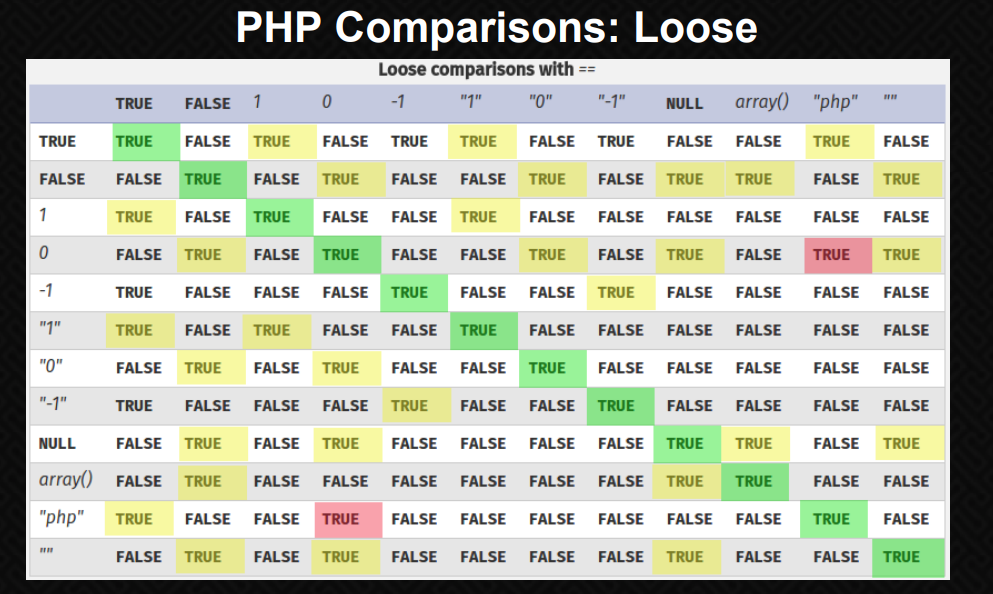 PHP Comparisons: Loose
Loose comparisons with ==
TRUE FALSE 1 0 -1 "1" "0" "-1" NULL array() "php" ""
TRUE TRUE FALSE TRUE FALSE TRUE TRUE FALSE TRUE FALSE FALSE TRUE FALSE
FALSE FALSE TRUE FALSE TRUE FALSE FALSE TRUE FALSE TRUE TRUE FALSE TRUE
1 TRUE FALSE TRUE FALSE FALSE TRUE FALSE FALSE FALSE FALSE FALSE FALSE
0 FALSE TRUE FALSE TRUE FALSE FALSE TRUE FALSE TRUE FALSE TRUE TRUE
-1 TRUE FALSE FALSE FALSE TRUE FALSE FALSE TRUE FALSE FALSE FALSE FALSE
"1" TRUE FALSE TRUE FALSE FALSE TRUE FALSE FALSE FALSE FALSE FALSE FALSE
"0" FALSE TRUE FALSE TRUE FALSE FALSE TRUE FALSE FALSE FALSE FALSE FALSE
"-1" TRUE FALSE FALSE FALSE TRUE FALSE FALSE TRUE FALSE FALSE FALSE FALSE
NULL FALSE TRUE FALSE TRUE FALSE FALSE FALSE FALSE TRUE TRUE FALSE TRUE
array() FALSE TRUE FALSE FALSE FALSE FALSE FALSE FALSE TRUE TRUE FALSE FALSE
"php" TRUE FALSE FALSE TRUE FALSE FALSE FALSE FALSE FALSE FALSE TRUE FALSE
"" FALSE TRUE FALSE TRUE FALSE FALSE FALSE FALSE TRUE FALSE FALSE TRUE